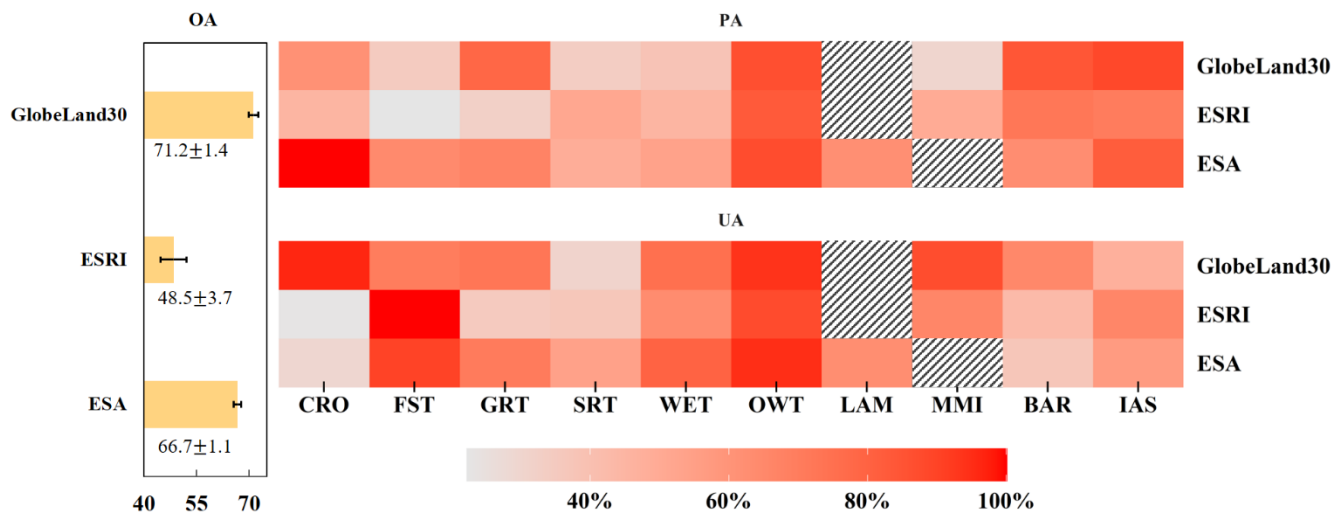 OA
GlobeLand30
71.2±1.4
ESRI
48.5±3.7
ESA
66.7±1.1
40 55 70
PA
GlobeLand30
ESRI
ESA
UA
GlobeLand30
ESRI
ESA
CRO FST GRT SRT WET OWT LAM MMI BAR IAS
40% 60% 80% 100%